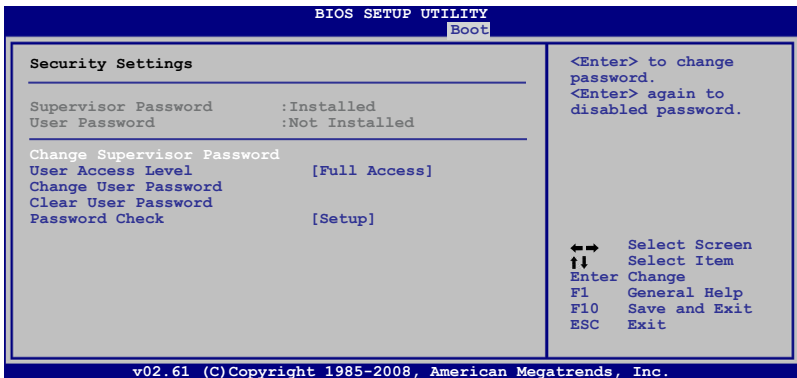 BIOS SETUP UTILITY
Boot
Security Settings
Supervisor Password :Installed
User Password :Not Installed
Change Supervisor Password
User Access Level [Full Access]
Change User Password
Clear User Password
Password Check [Setup]
<Enter> to change
password.
<Enter> again to
disabled password.
←→ Select Screen
↑↓ Select Item
Enter Change
F1 General Help
F10 Save and Exit
ESC Exit
v02.61 (C)Copyright 1985-2008, American Megatrends, Inc.